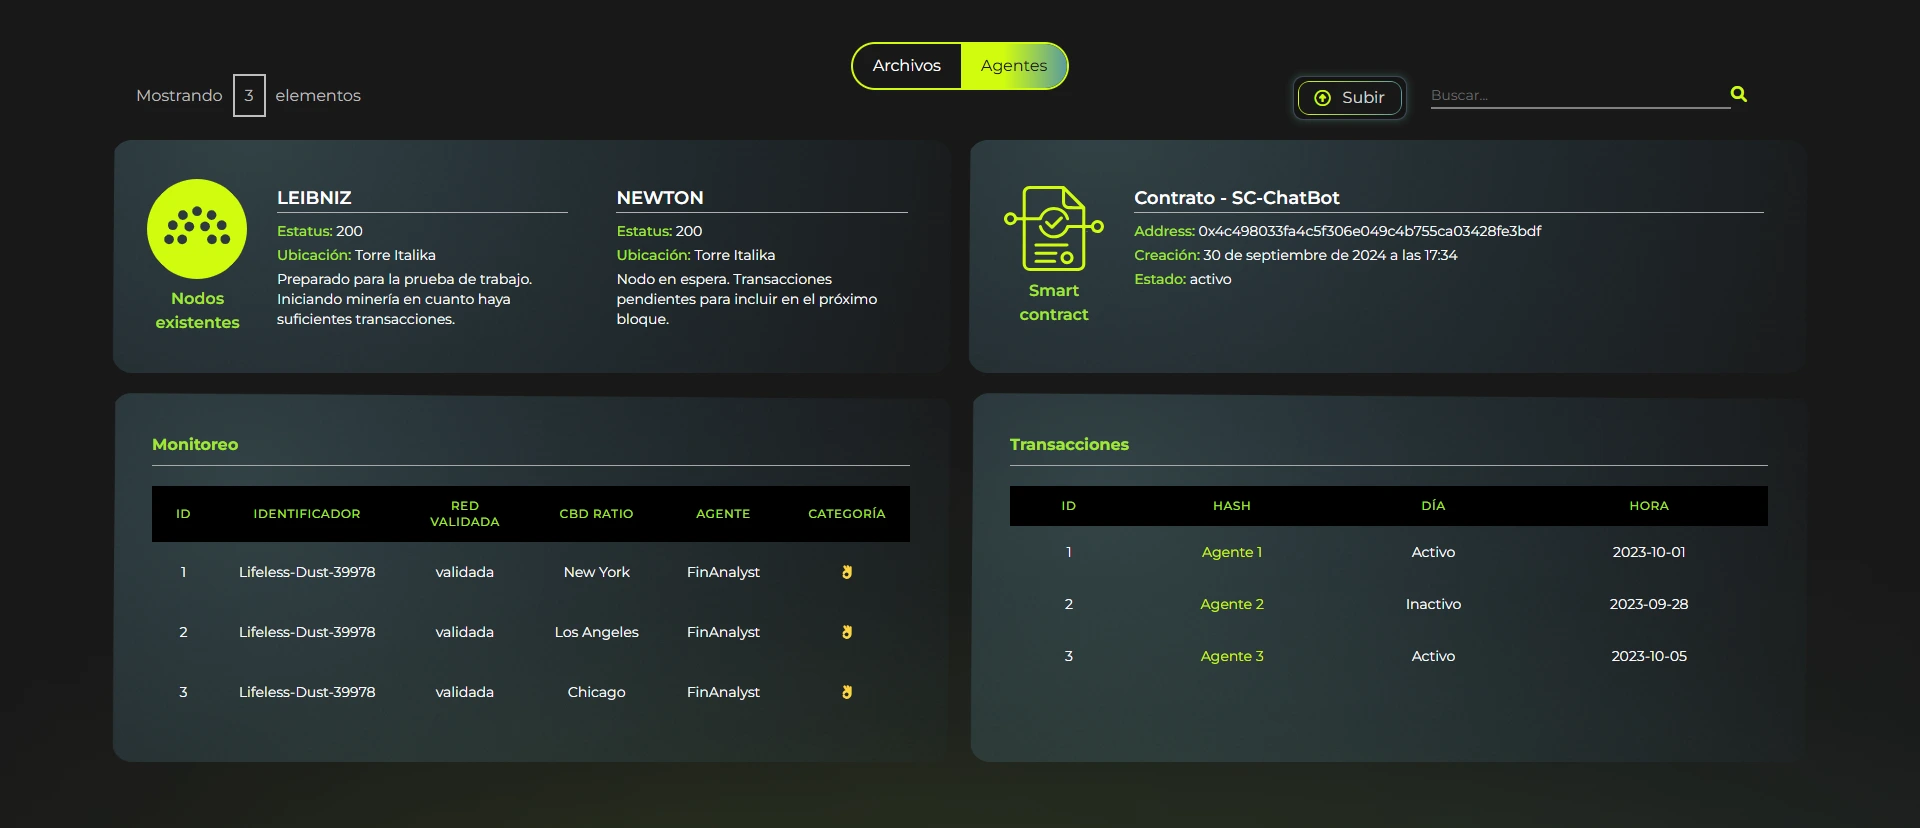 Archivos Agentes
Mostrando 3 elementos
Subir
Buscar...
LEIBNIZ
Estatus: 200
Ubicación: Torre Italika
Preparado para la prueba de trabajo.
Iniciando minería en cuanto haya
suficientes transacciones.
NEWTON
Estatus: 200
Ubicación: Torre Italika
Nodo en espera. Transacciones
pendientes para incluir en el próximo
bloque.
Nodos
existentes
Contrato - SC-ChatBot
Address: 0x4c498033fa4c5f306e049c4b755ca03428fe3bdf
Creación: 30 de septiembre de 2024 a las 17:34
Estado: activo
Smart
contract
Monitoreo
ID IDENTIFICADOR RED VALIDADA CBD RATIO AGENTE CATEGORÍA
1 Lifeless-Dust-39978 validada New York FinAnalyst 👌
2 Lifeless-Dust-39978 validada Los Angeles FinAnalyst 👌
3 Lifeless-Dust-39978 validada Chicago FinAnalyst 👌
Transacciones
ID HASH DÍA HORA
1 Agente 1 Activo 2023-10-01
2 Agente 2 Inactivo 2023-09-28
3 Agente 3 Activo 2023-10-05